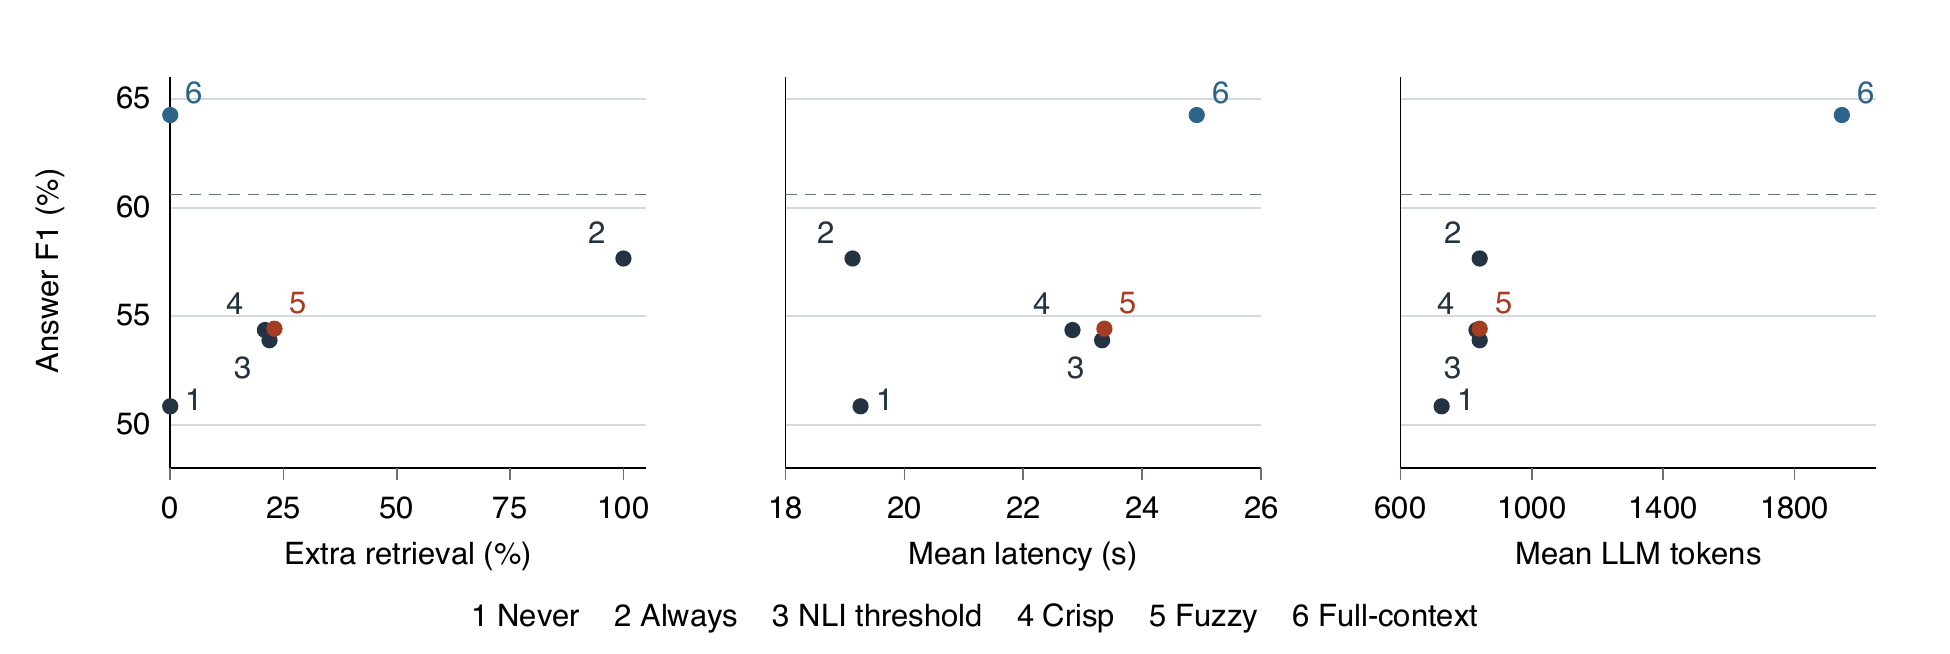 Answer F1 (%)
65
60
55
50
6
2
4
5
3
1
0 25 50 75 100
Extra retrieval (%)
6
2
4
5
3
1
18 20 22 24 26
Mean latency (s)
6
2
4
5
3
1
600 1000 1400 1800
Mean LLM tokens
1 Never 2 Always 3 NLI threshold 4 Crisp 5 Fuzzy 6 Full-context